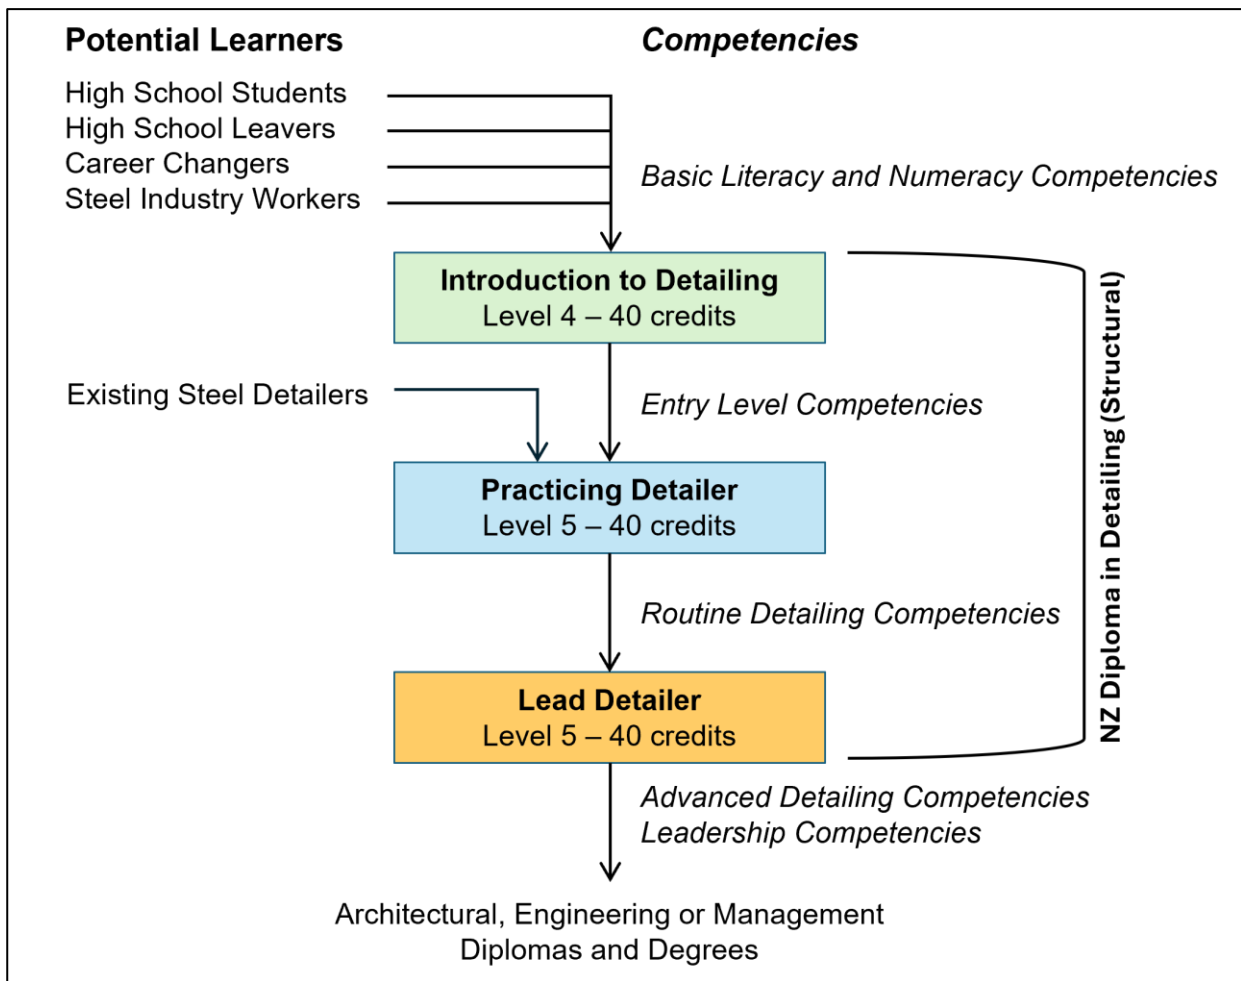 Potential Learners
Competencies
High School Students
High School Leavers
Career Changers
Steel Industry Workers
Basic Literacy and Numeracy Competencies
Introduction to Detailing
Level 4 – 40 credits
Existing Steel Detailers
Entry Level Competencies
Practicing Detailer
Level 5 – 40 credits
Routine Detailing Competencies
Lead Detailer
Level 5 – 40 credits
NZ Diploma in Detailing (Structural)
Advanced Detailing Competencies
Leadership Competencies
Architectural, Engineering or Management
Diplomas and Degrees